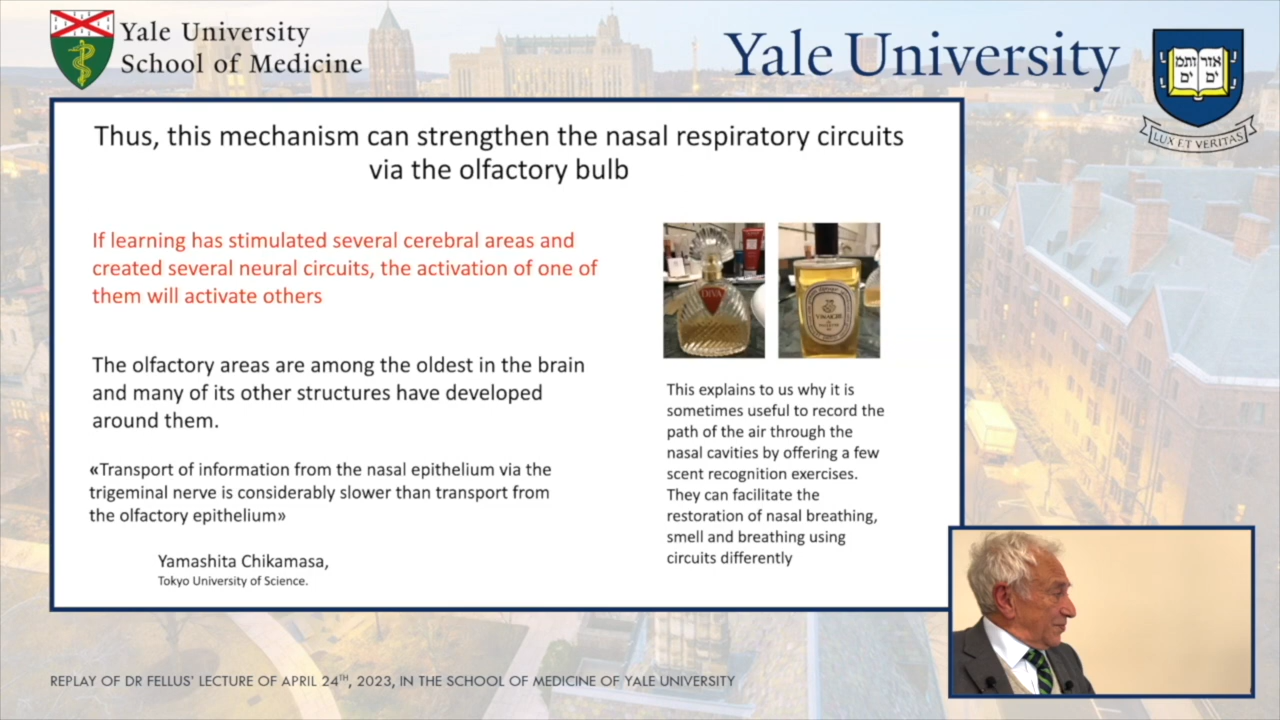 Yale University
School of Medicine
Yale University
אורים
ותמים
LUX ET VERITAS
Thus, this mechanism can strengthen the nasal respiratory circuits
via the olfactory bulb
If learning has stimulated several cerebral areas and
created several neural circuits, the activation of one of
them will activate others
The olfactory areas are among the oldest in the brain
and many of its other structures have developed
around them.
«Transport of information from the nasal epithelium via the
trigeminal nerve is considerably slower than transport from
the olfactory epithelium»
Yamashita Chikamasa,
Tokyo University of Science.
DIVA
VINAIGRE
This explains to us why it is
sometimes useful to record the
path of the air through the
nasal cavities by offering a few
scent recognition exercises.
They can facilitate the
restoration of nasal breathing,
smell and breathing using
circuits differently
REPLAY OF DR FELLUS' LECTURE OF APRIL 24TH, 2023, IN THE SCHOOL OF MEDICINE OF YALE UNIVERSITY